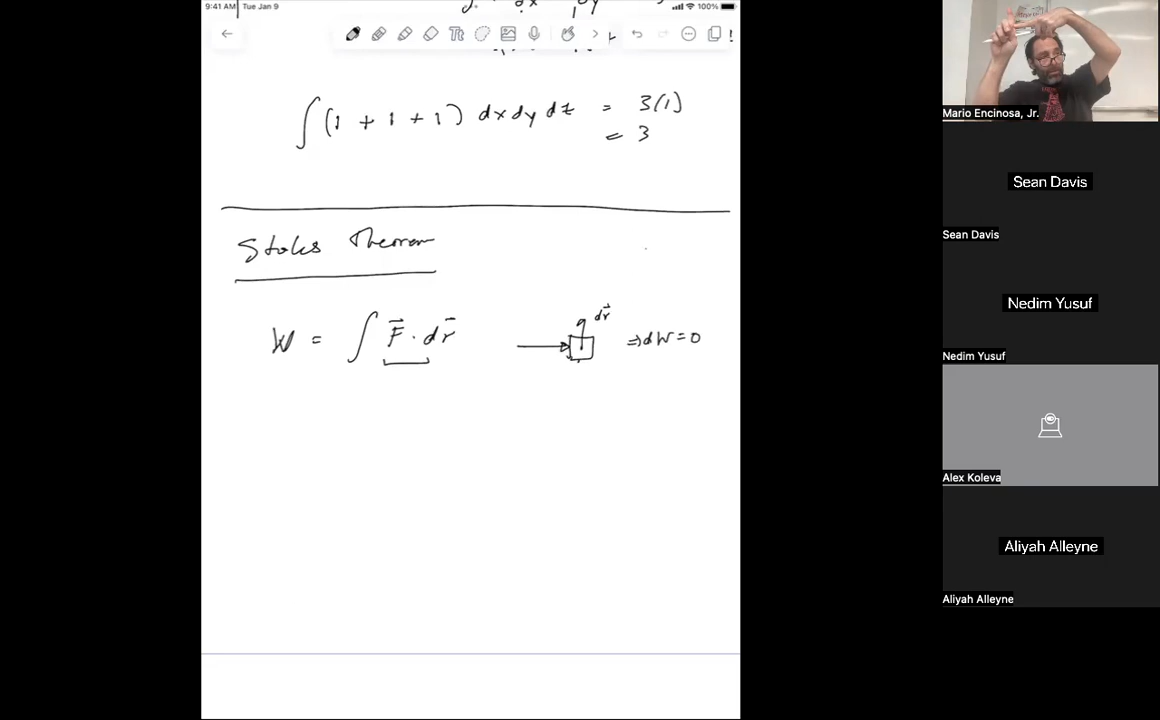 9:41 AM Tue Jan 9
100%
∫ (1 + 1 + 1) dx dy dz = 3(1)
= 3
Stokes Theorem
W = ∫ F⃗ · dr⃗
dr⃗
⇒ dW = 0
Mario Encinosa, Jr.
Sean Davis
Sean Davis
Nedim Yusuf
Nedim Yusuf
Alex Koleva
Aliyah Alleyne
Aliyah Alleyne